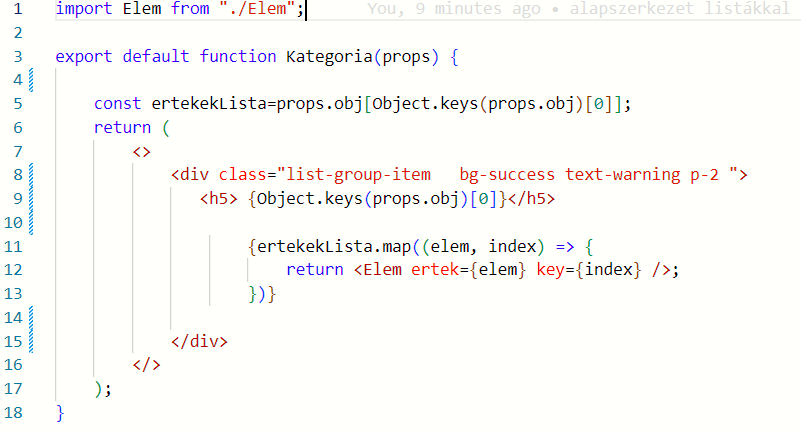 1 import Elem from "./Elem"; You, 9 minutes ago • alapszerkezet listákkal
2
3 export default function Kategoria(props) {
4
5     const ertekekLista=props.obj[Object.keys(props.obj)[0]];
6     return (
7         <>
8             <div class="list-group-item   bg-success text-warning p-2 ">
9                <h5> {Object.keys(props.obj)[0]}</h5>
10
11                     {ertekekLista.map((elem, index) => {
12                         return <Elem ertek={elem} key={index} />;
13                     })}
14
15             </div>
16         </>
17     );
18 }